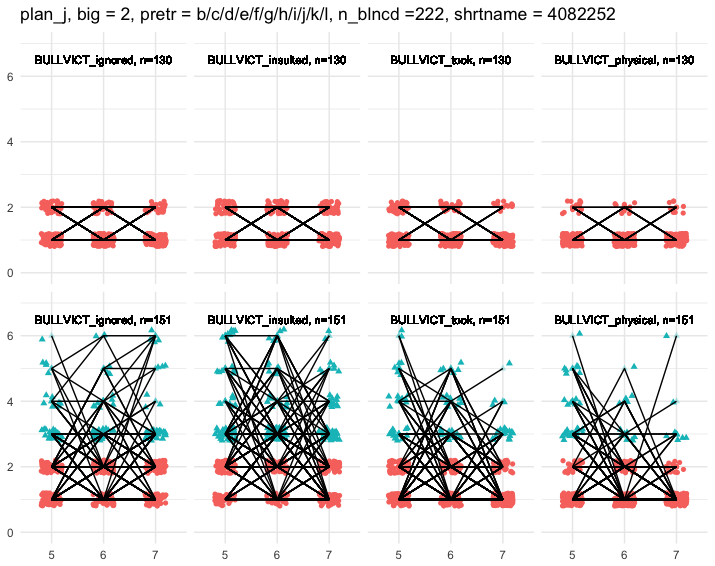 plan_j, big = 2, pretr = b/c/d/e/f/g/h/i/j/k/l, n_blncd =222, shrtname = 4082252
BULLVICT_ignored, n=130 BULLVICT_insulted, n=130 BULLVICT_took, n=130 BULLVICT_physical, n=130
6
4
2
0
BULLVICT_ignored, n=151 BULLVICT_insulted, n=151 BULLVICT_took, n=151 BULLVICT_physical, n=151
6
4
2
0
5 6 7 5 6 7 5 6 7 5 6 7